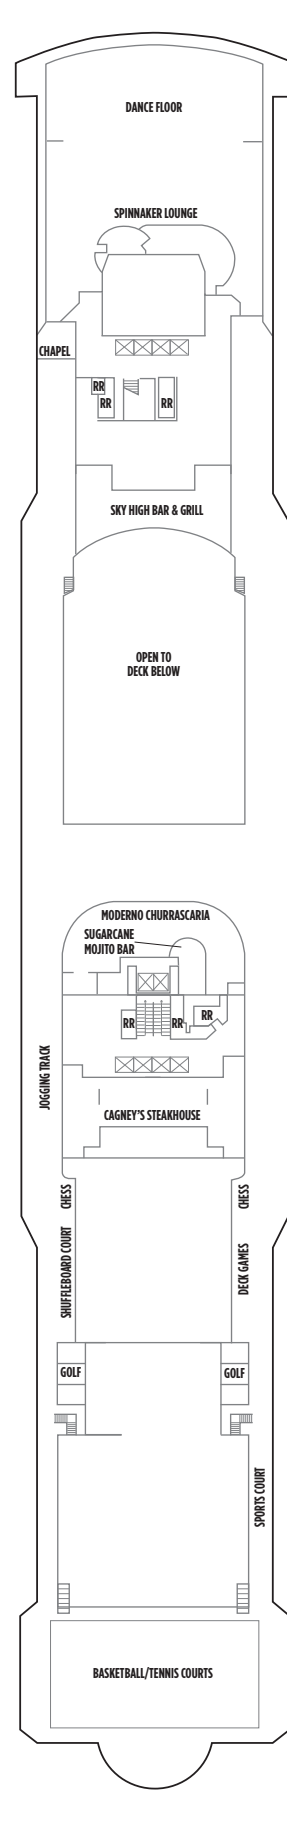 DANCE FLOOR
SPINNAKER LOUNGE
CHAPEL
RR
RR
RR
SKY HIGH BAR & GRILL
OPEN TO
DECK BELOW
MODERNO CHURRASCARIA
SUGARCANE
MOJITO BAR
RR
RR
RR
JOGGING TRACK
CAGNEY'S STEAKHOUSE
CHESS
CHESS
SHUFFLEBOARD COURT
DECK GAMES
GOLF
GOLF
SPORTS COURT
BASKETBALL/TENNIS COURTS